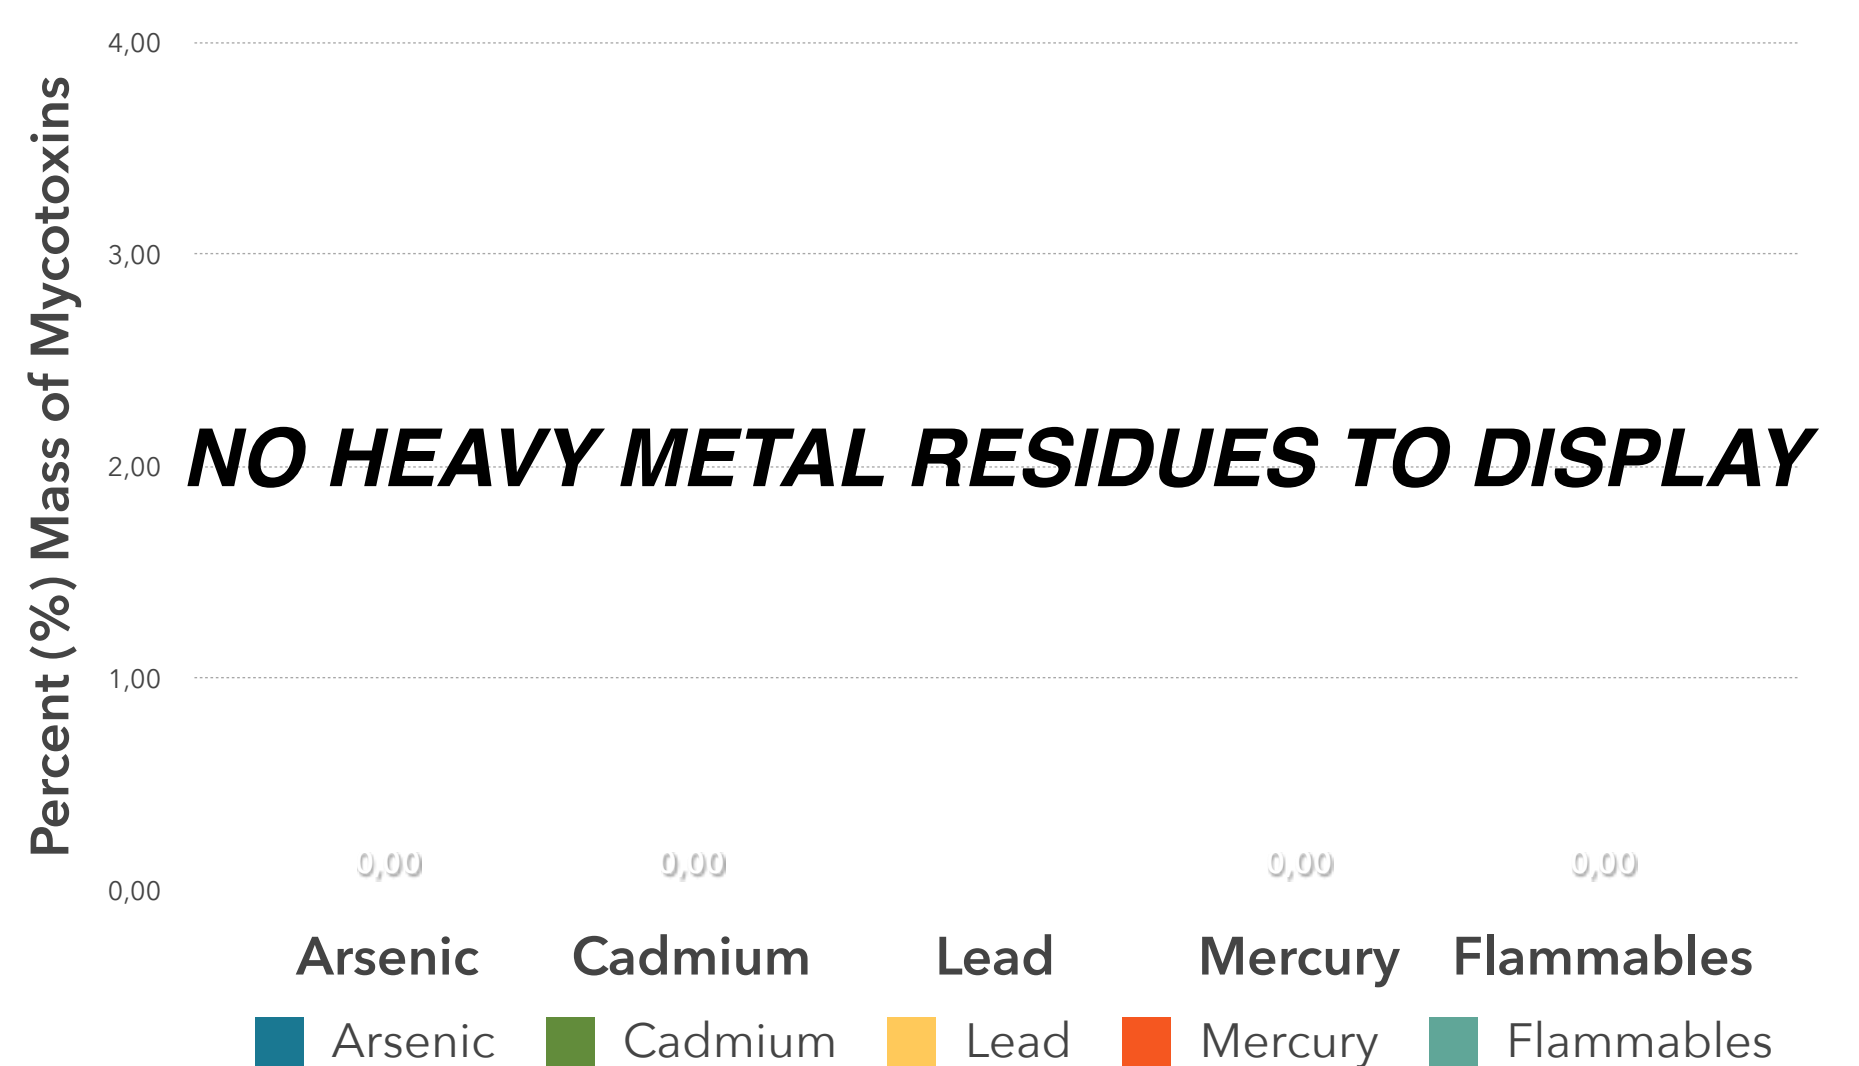 4,00
Percent (%) Mass of Mycotoxins
3,00
2,00
NO HEAVY METAL RESIDUES TO DISPLAY
1,00
0,00 0,00 0,00 0,00
0,00
Arsenic Cadmium Lead Mercury Flammables
Arsenic Cadmium Lead Mercury Flammables